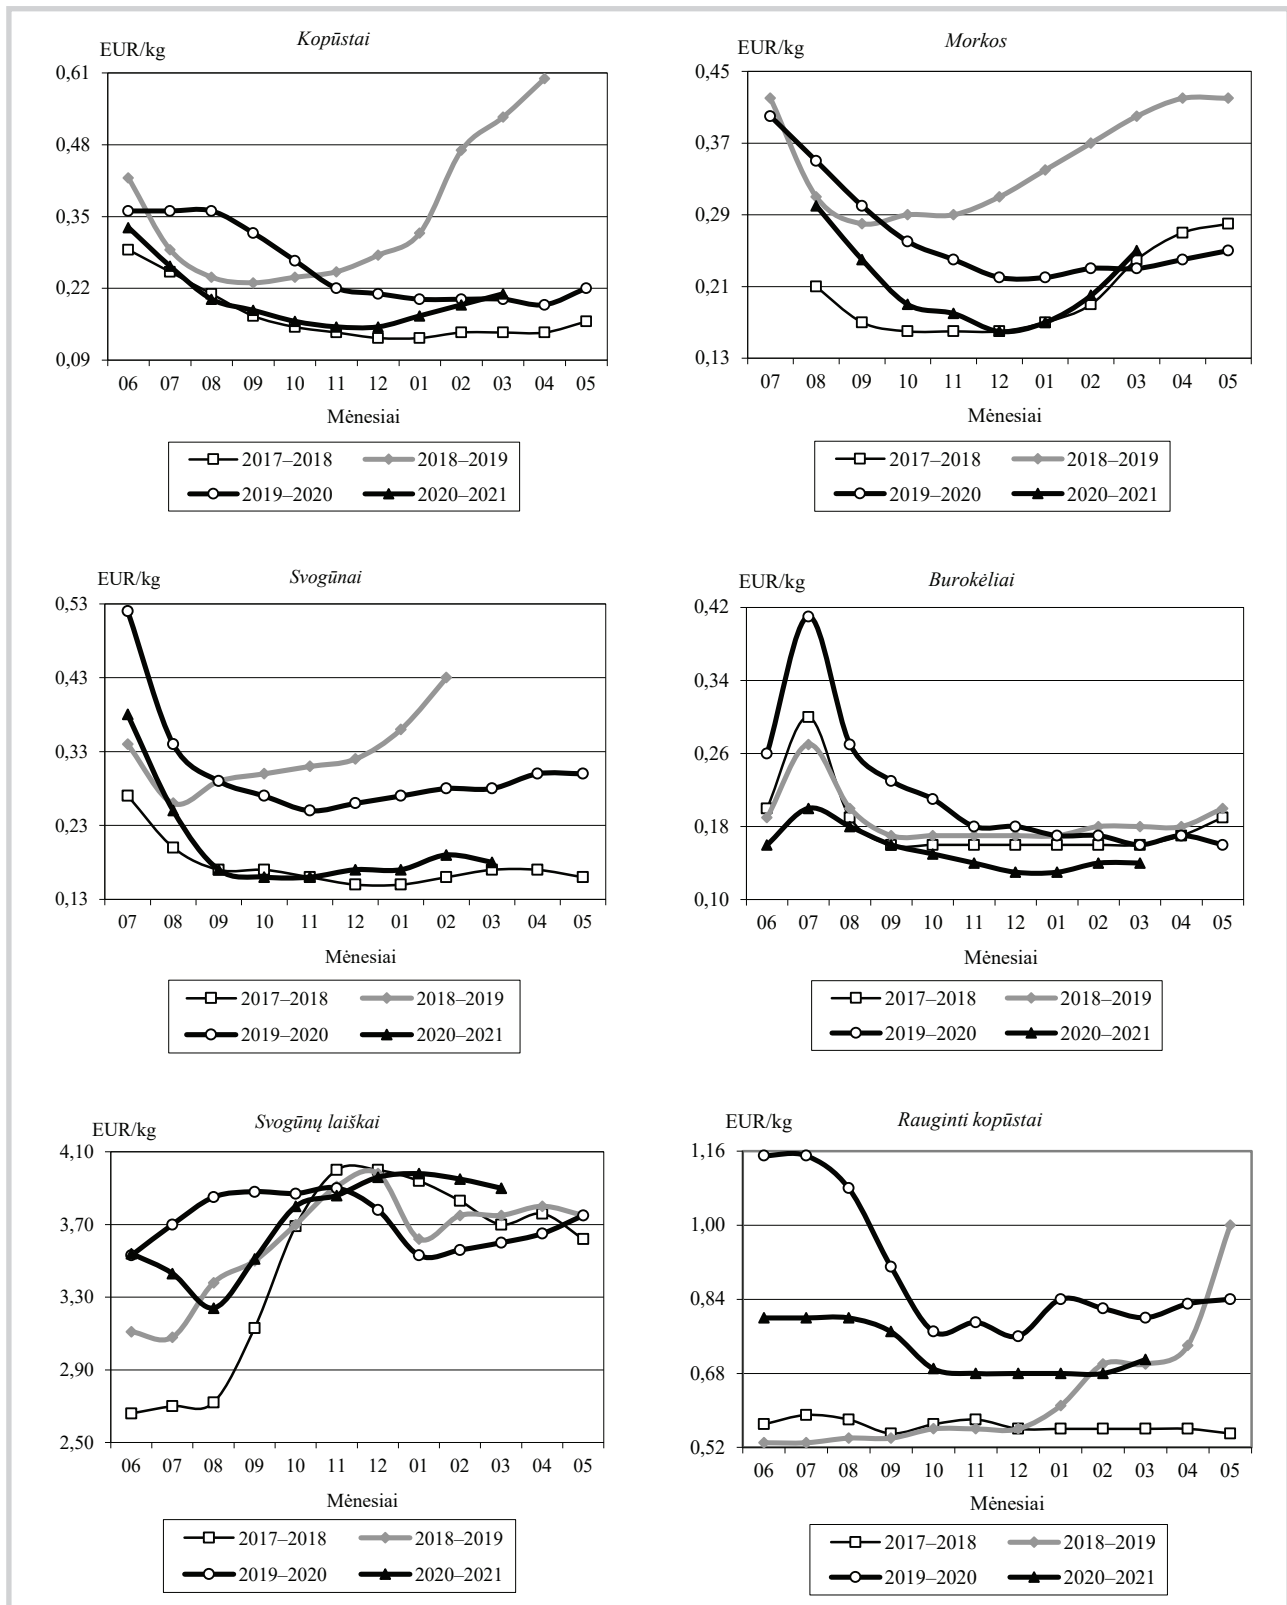 Kopūstai
EUR/kg
0,61
0,48
0,35
0,22
0,09
06 07 08 09 10 11 12 01 02 03 04 05
Mėnesiai
2017–2018 2018–2019
2019–2020 2020–2021
Morkos
EUR/kg
0,45
0,37
0,29
0,21
0,13
07 08 09 10 11 12 01 02 03 04 05
Mėnesiai
2017–2018 2018–2019
2019–2020 2020–2021
Svogūnai
EUR/kg
0,53
0,43
0,33
0,23
0,13
07 08 09 10 11 12 01 02 03 04 05
Mėnesiai
2017–2018 2018–2019
2019–2020 2020–2021
Burokėliai
EUR/kg
0,42
0,34
0,26
0,18
0,10
06 07 08 09 10 11 12 01 02 03 04 05
Mėnesiai
2017–2018 2018–2019
2019–2020 2020–2021
Svogūnų laiškai
EUR/kg
4,10
3,70
3,30
2,90
2,50
06 07 08 09 10 11 12 01 02 03 04 05
Mėnesiai
2017–2018 2018–2019
2019–2020 2020–2021
Rauginti kopūstai
EUR/kg
1,16
1,00
0,84
0,68
0,52
06 07 08 09 10 11 12 01 02 03 04 05
Mėnesiai
2017–2018 2018–2019
2019–2020 2020–2021